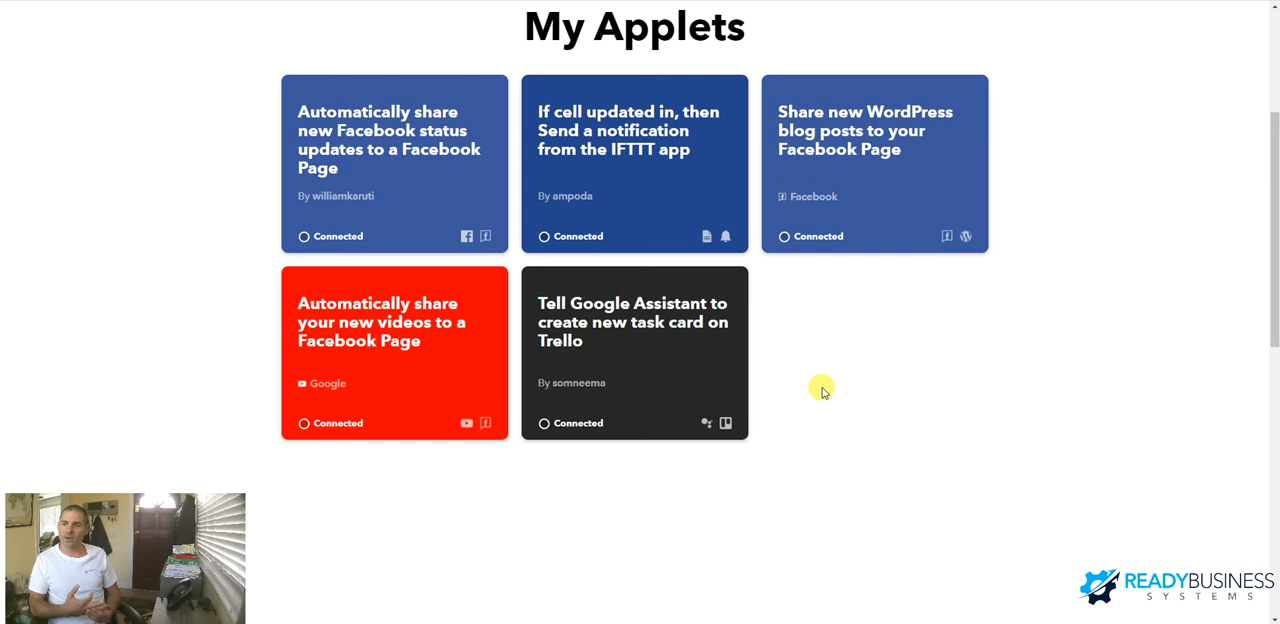 My Applets
Automatically share
new Facebook status
updates to a Facebook
Page
By williamkaruti
Connected
If cell updated in, then
Send a notification
from the IFTTT app
By ampoda
Connected
Share new WordPress
blog posts to your
Facebook Page
Facebook
Connected
Automatically share
your new videos to a
Facebook Page
Google
Connected
Tell Google Assistant to
create new task card on
Trello
By somneema
Connected
READYBUSINESS
SYSTEMS